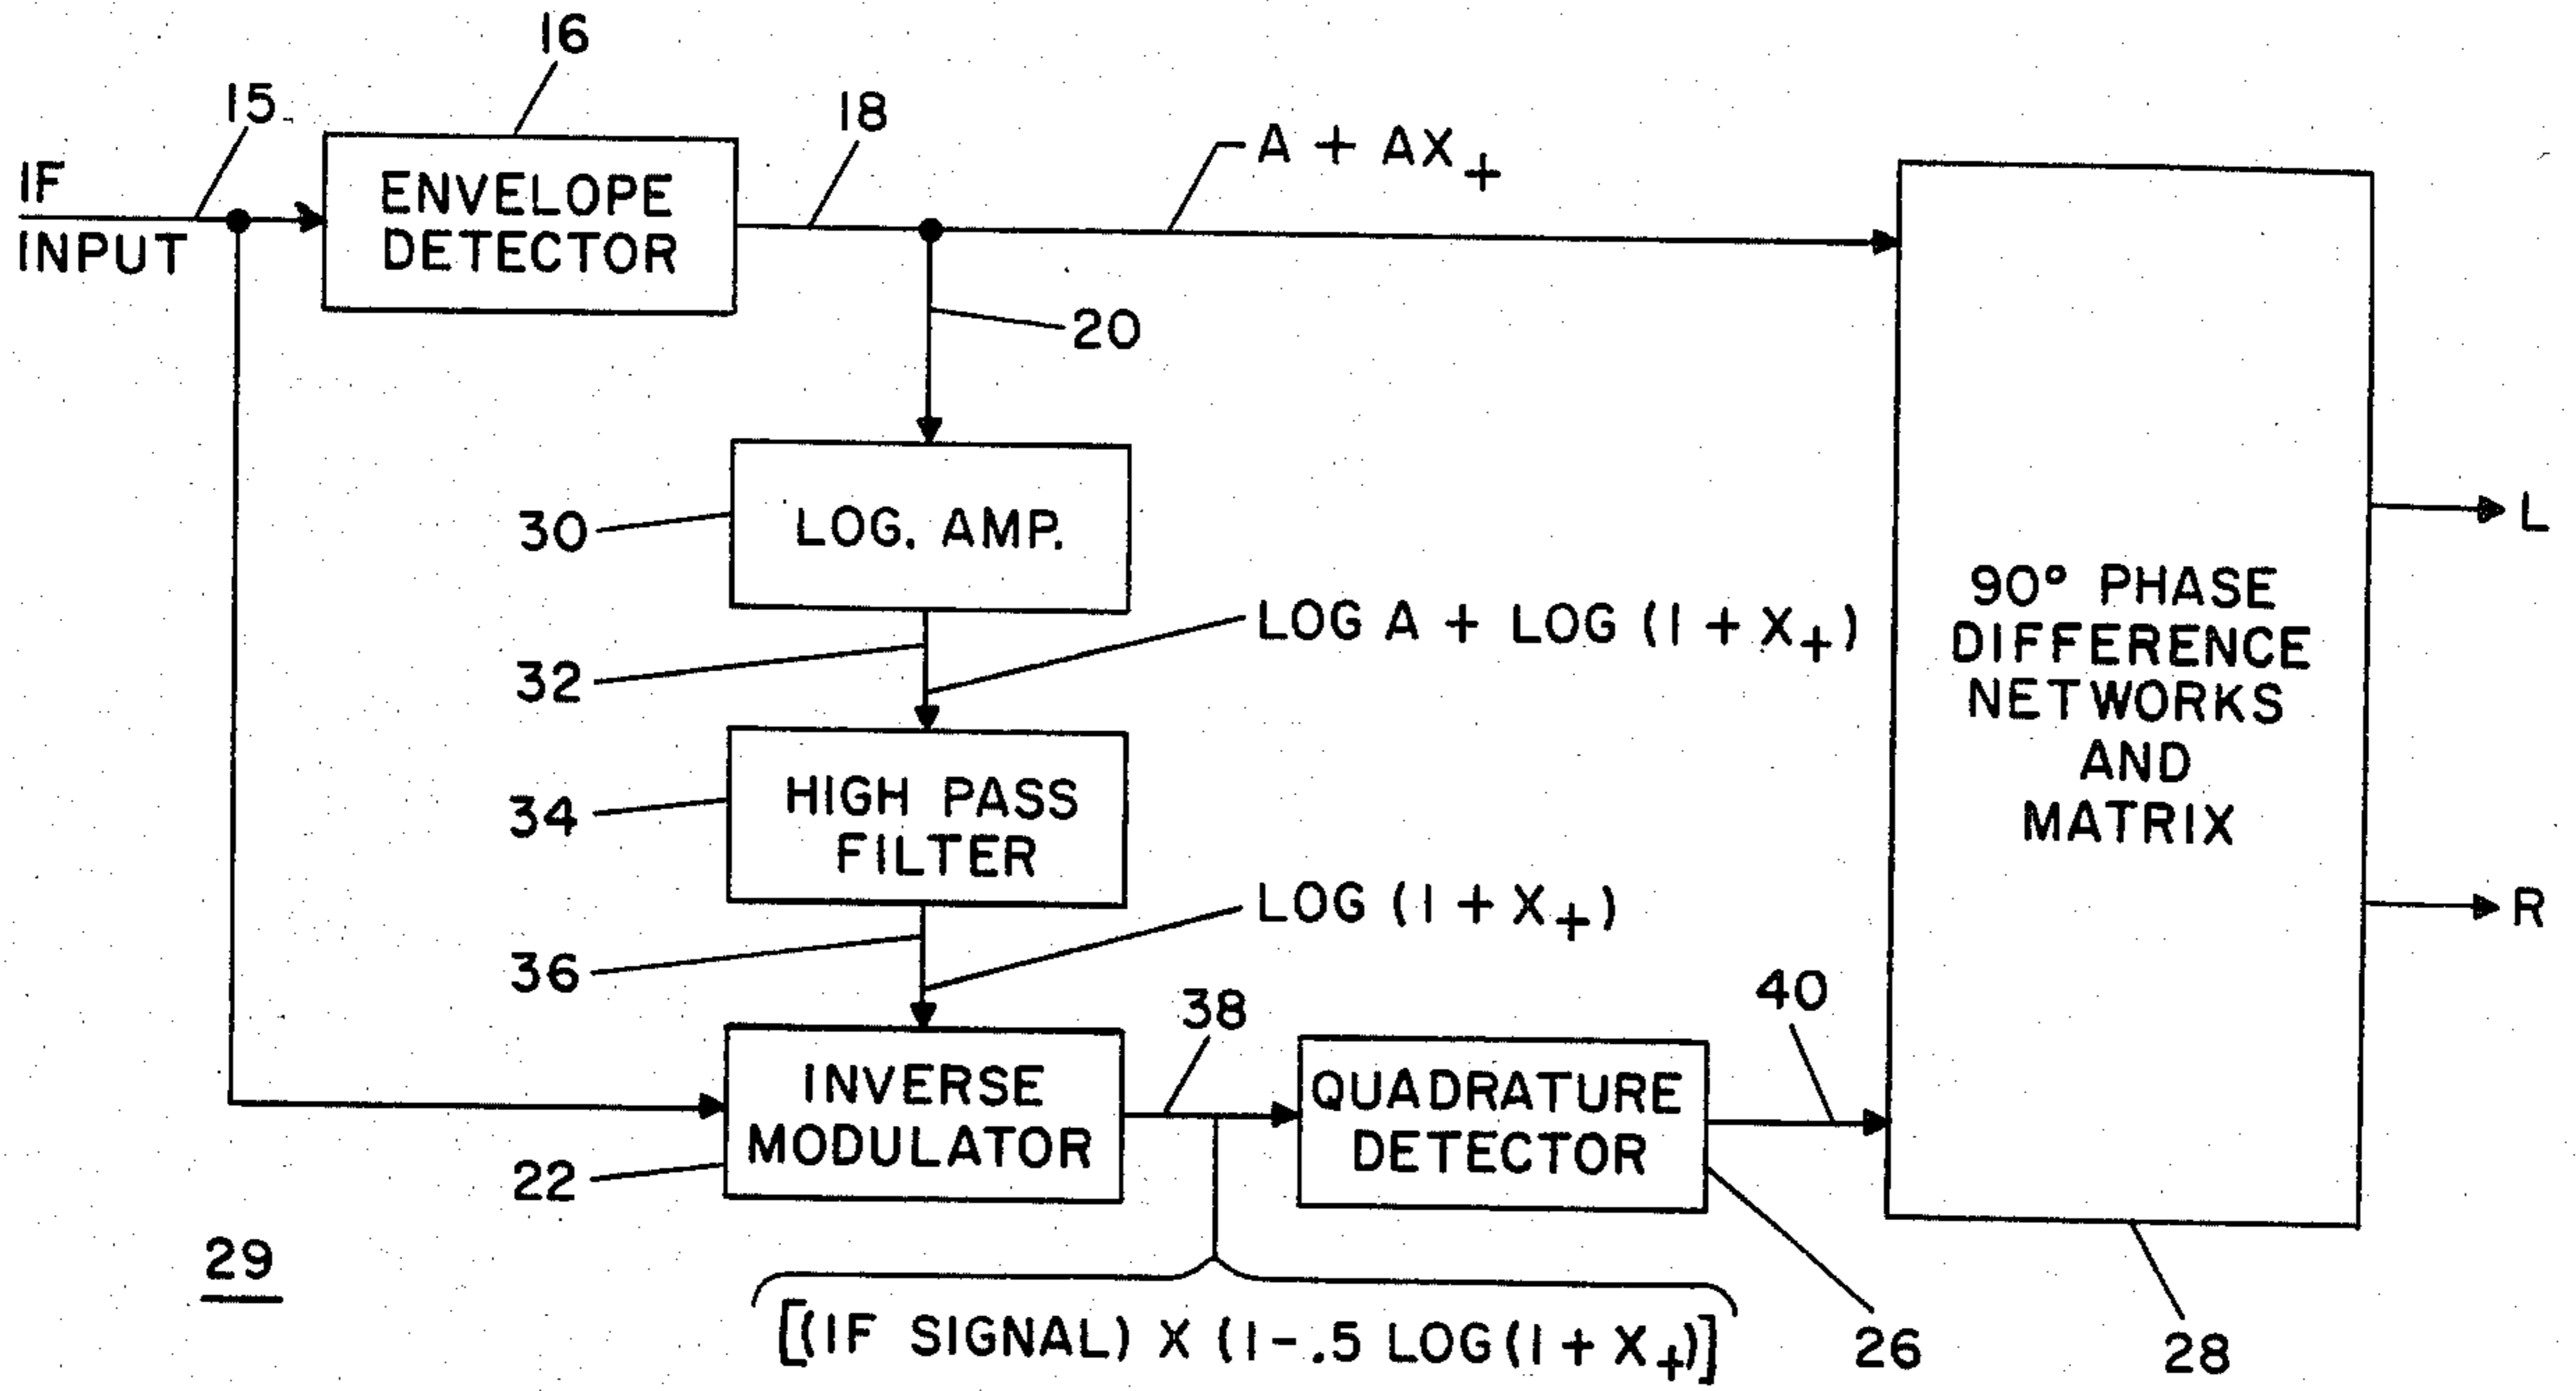 16
15
18
A + AX+
IF
INPUT
ENVELOPE
DETECTOR
20
30
LOG. AMP.
L
90° PHASE
DIFFERENCE
NETWORKS
AND
MATRIX
32
LOG A + LOG (1 + X+)
34
HIGH PASS
FILTER
36
LOG (1 + X+)
R
38
40
INVERSE
MODULATOR
QUADRATURE
DETECTOR
22
29
[(IF SIGNAL) X (1-.5 LOG(1 + X+)]
26
28